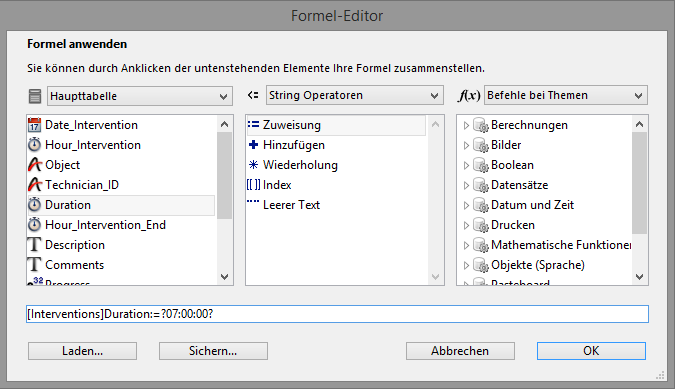 Formel-Editor
Formel anwenden
Sie können durch Anklicken der untenstehenden Elemente Ihre Formel zusammenstellen.
Haupttabelle
String Operatoren
f(x) Befehle bei Themen
17 Date_Intervention
Hour_Intervention
Object
Technician_ID
Duration
Hour_Intervention_End
Description
Comments
32 Progress
Zuweisung
Hinzufügen
Wiederholung
Index
Leerer Text
Berechnungen
Bilder
Boolean
Datensätze
Datum und Zeit
Drucken
Mathematische Funktionen
Objekte (Sprache)
Pasteboard
[Interventions]Duration:=?07:00:00?
Laden...
Sichern...
Abbrechen
OK